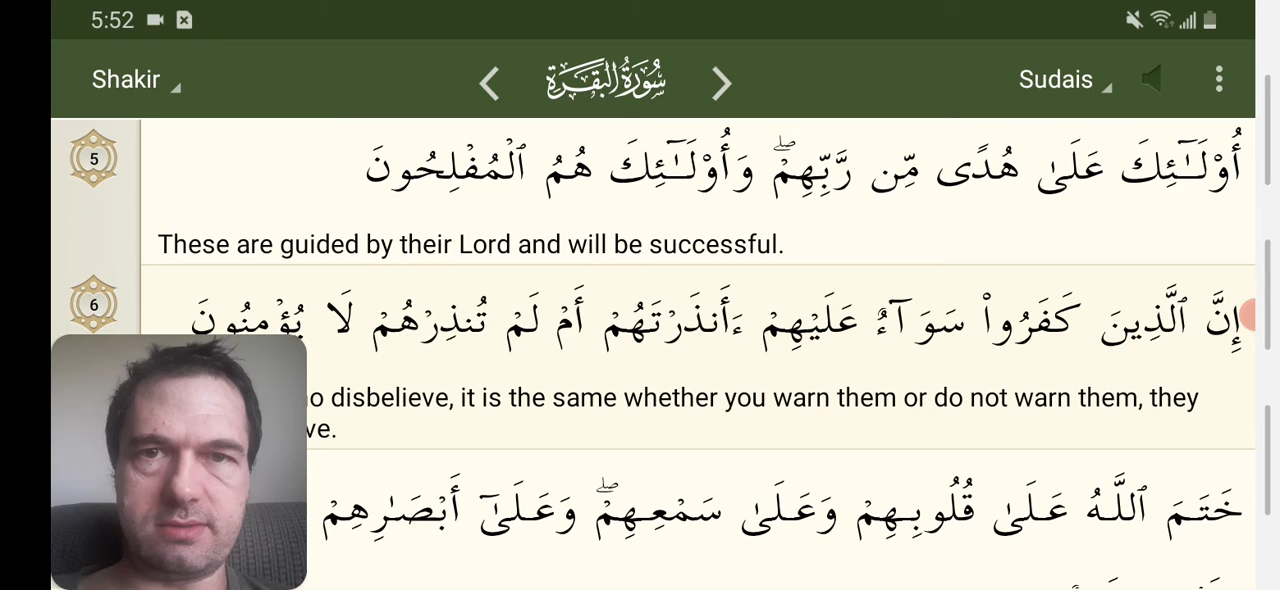 5:52
Shakir
سُورَةُ البَقَرَةِ
Sudais
5
أُوْلَـٰٓئِكَ عَلَىٰ هُدًى مِّن رَّبِّهِمْ ۖ وَأُوْلَـٰٓئِكَ هُمُ ٱلْمُفْلِحُونَ
These are guided by their Lord and will be successful.
6
إِنَّ ٱلَّذِينَ كَفَرُوا۟ سَوَآءٌ عَلَيْهِمْ ءَأَنذَرْتَهُمْ أَمْ لَمْ تُنذِرْهُمْ لَا يُؤْمِنُونَ
disbelieve, it is the same whether you warn them or do not warn them, they
خَتَمَ ٱللَّهُ عَلَىٰ قُلُوبِهِمْ وَعَلَىٰ سَمْعِهِمْ ۖ وَعَلَىٰٓ أَبْصَـٰرِهِمْ